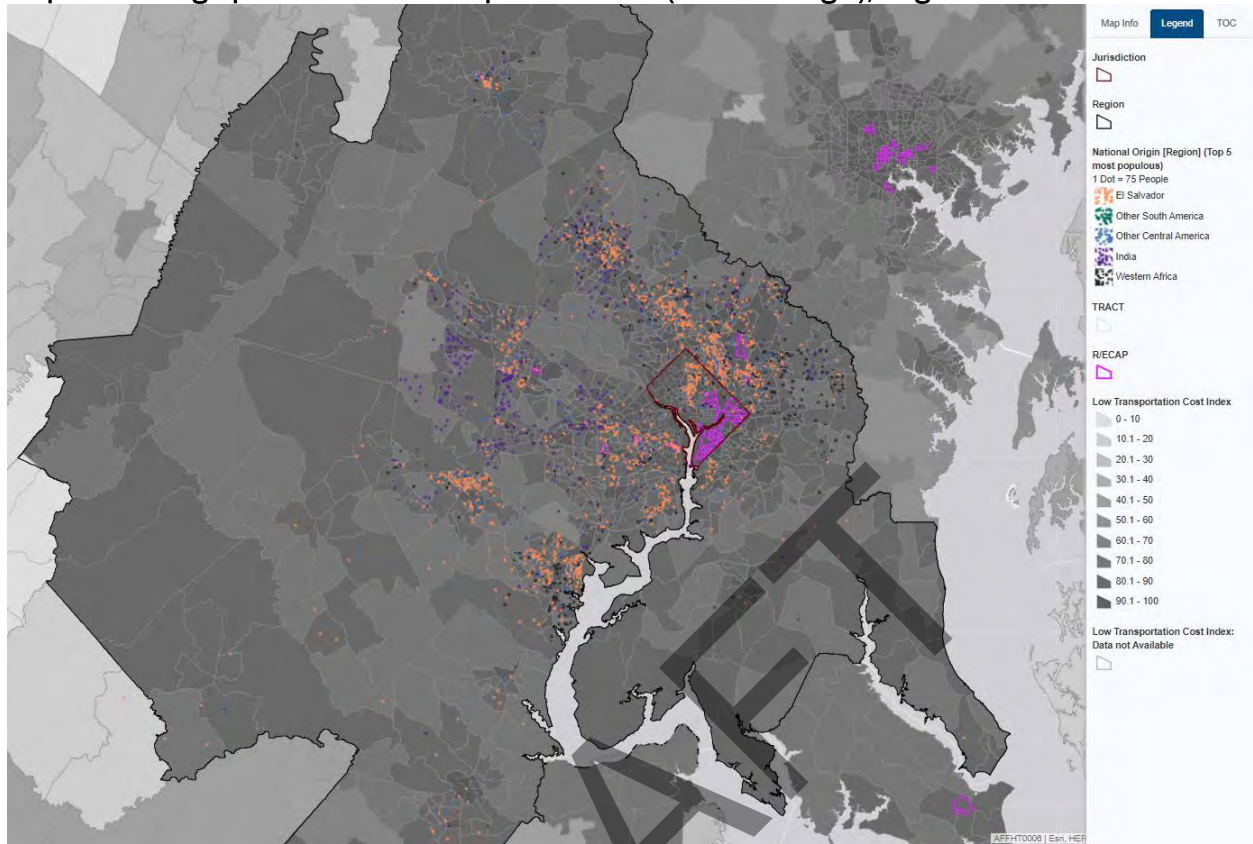 Map Info Legend TOC
Jurisdiction
Region
National Origin [Region] (Top 5
most populous)
1 Dot = 75 People
El Salvador
Other South America
Other Central America
India
Western Africa
TRACT
R/ECAP
Low Transportation Cost Index
0 - 10
10.1 - 20
20.1 - 30
30.1 - 40
40.1 - 50
50.1 - 60
60.1 - 70
70.1 - 80
80.1 - 90
90.1 - 100
Low Transportation Cost Index:
Data not Available
AFFHT0006 | Esri, HER